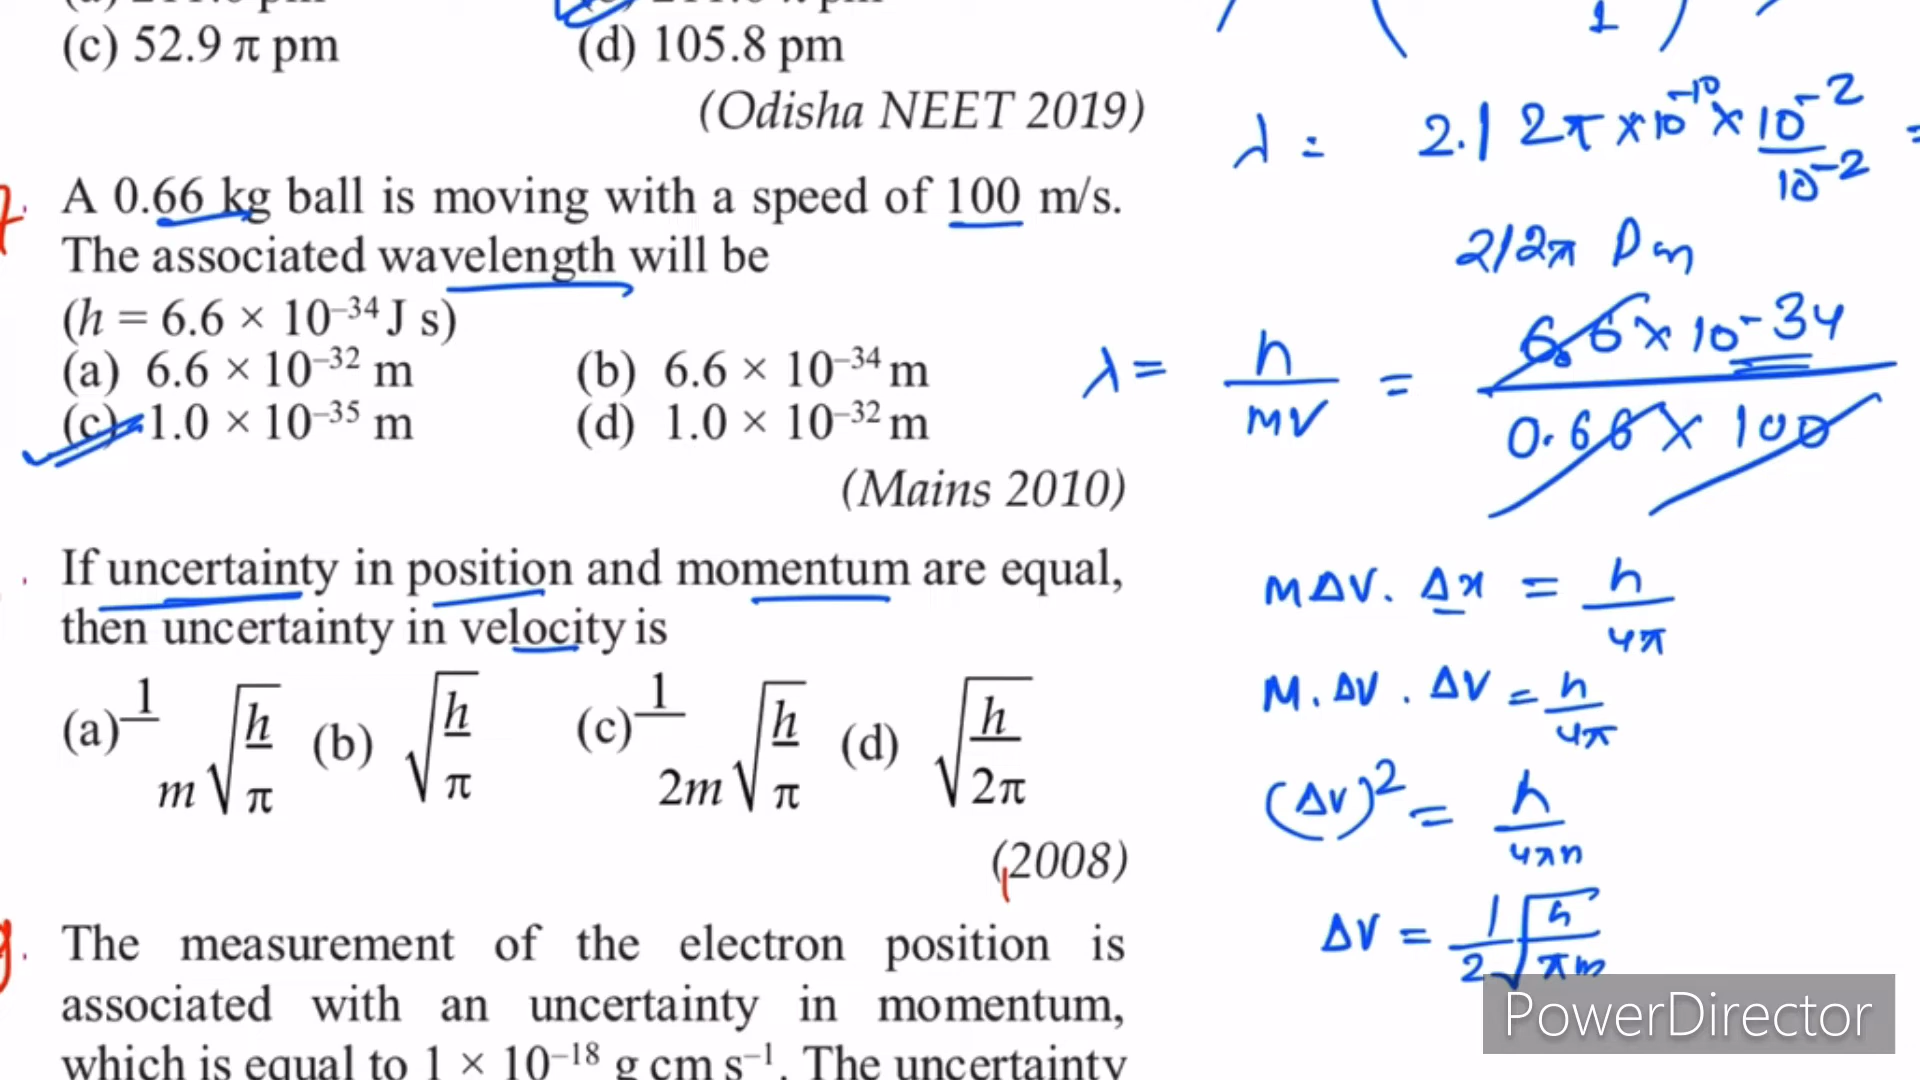 (c) 52.9 π pm (d) 105.8 pm
(Odisha NEET 2019)
A 0.66 kg ball is moving with a speed of 100 m/s.
The associated wavelength will be
(h = 6.6 × 10⁻³⁴ J s)
(a) 6.6 × 10⁻³² m (b) 6.6 × 10⁻³⁴ m
(c) 1.0 × 10⁻³⁵ m (d) 1.0 × 10⁻³² m
(Mains 2010)
If uncertainty in position and momentum are equal,
then uncertainty in velocity is
(a) 1/m √(h/π) (b) √(h/π) (c) 1/2m √(h/π) (d) √(h/2π)
(2008)
The measurement of the electron position is
associated with an uncertainty in momentum,
which is equal to 1 × 10⁻¹⁸ g cm s⁻¹. The uncertainty
λ = 2.12π × 10⁻¹⁰ × 10⁻²/10⁻²
212π Pm
λ = h/mv = 6.6 × 10⁻³⁴/0.66 × 100
MΔV. Δx = h/4π
M. ΔV. ΔV = h/4π
(ΔV)² = h/4πm
ΔV = 1/2 √(h/πm)
PowerDirector